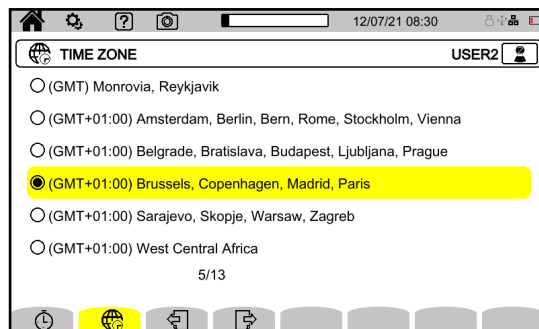 ? 12/07/21 08:30
TIME ZONE USER2
(GMT) Monrovia, Reykjavik
(GMT+01:00) Amsterdam, Berlin, Bern, Rome, Stockholm, Vienna
(GMT+01:00) Belgrade, Bratislava, Budapest, Ljubljana, Prague
(GMT+01:00) Brussels, Copenhagen, Madrid, Paris
(GMT+01:00) Sarajevo, Skopje, Warsaw, Zagreb
(GMT+01:00) West Central Africa
5/13